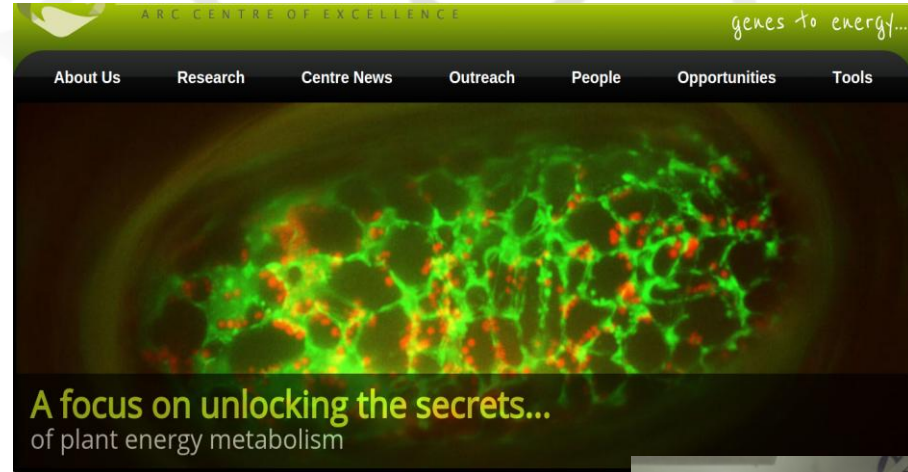 ARC CENTRE OF EXCELLENCE
genes to energy...
About Us Research Centre News Outreach People Opportunities Tools
A focus on unlocking the secrets...
of plant energy metabolism